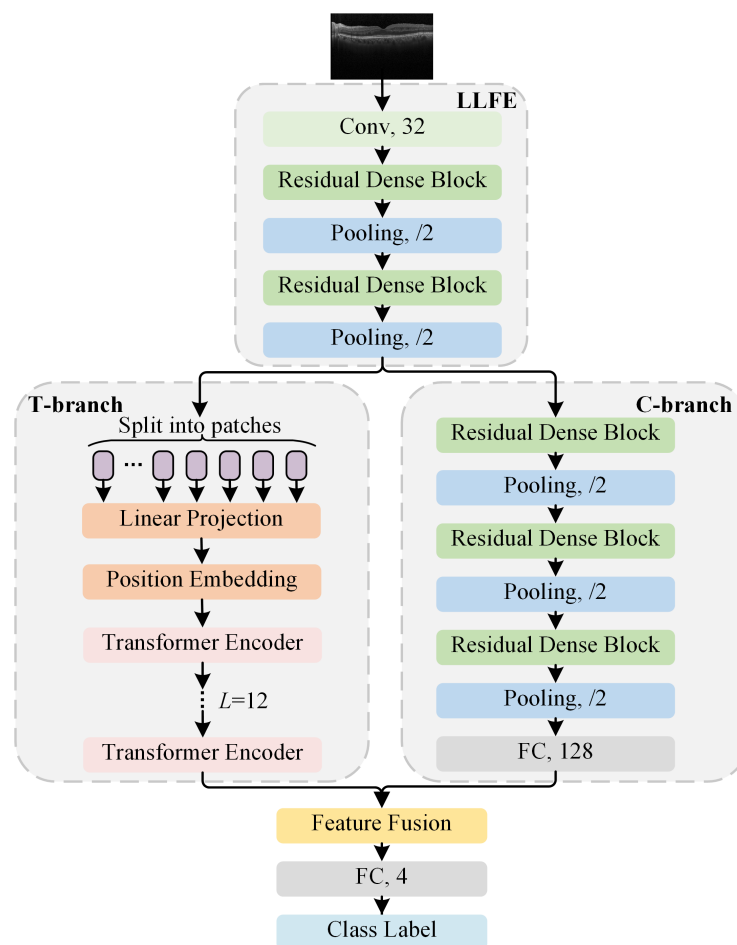 LLFE
Conv, 32
Residual Dense Block
Pooling, /2
Residual Dense Block
Pooling, /2
T-branch
Split into patches
...
Linear Projection
Position Embedding
Transformer Encoder
L=12
Transformer Encoder
C-branch
Residual Dense Block
Pooling, /2
Residual Dense Block
Pooling, /2
Residual Dense Block
Pooling, /2
FC, 128
Feature Fusion
FC, 4
Class Label